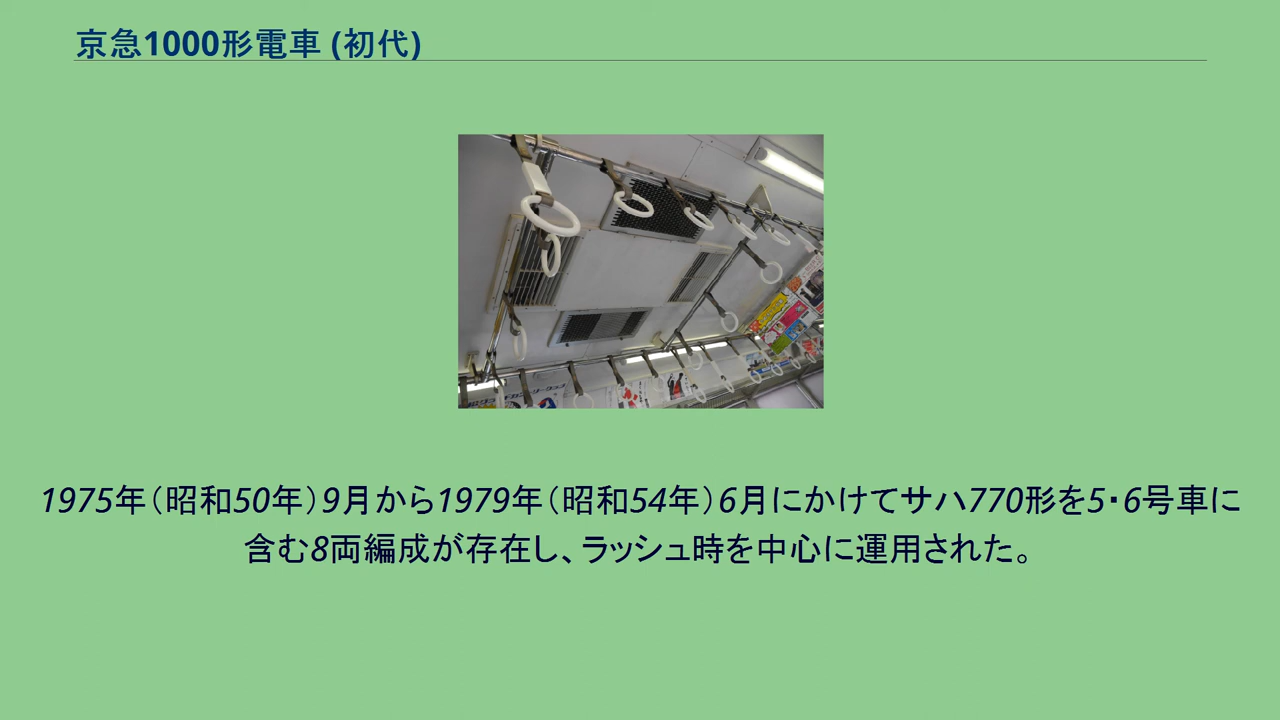 京急1000形電車 (初代)
1975年（昭和50年）9月から1979年（昭和54年）6月にかけてサハ770形を5・6号車に
含む8両編成が存在し、ラッシュ時を中心に運用された。